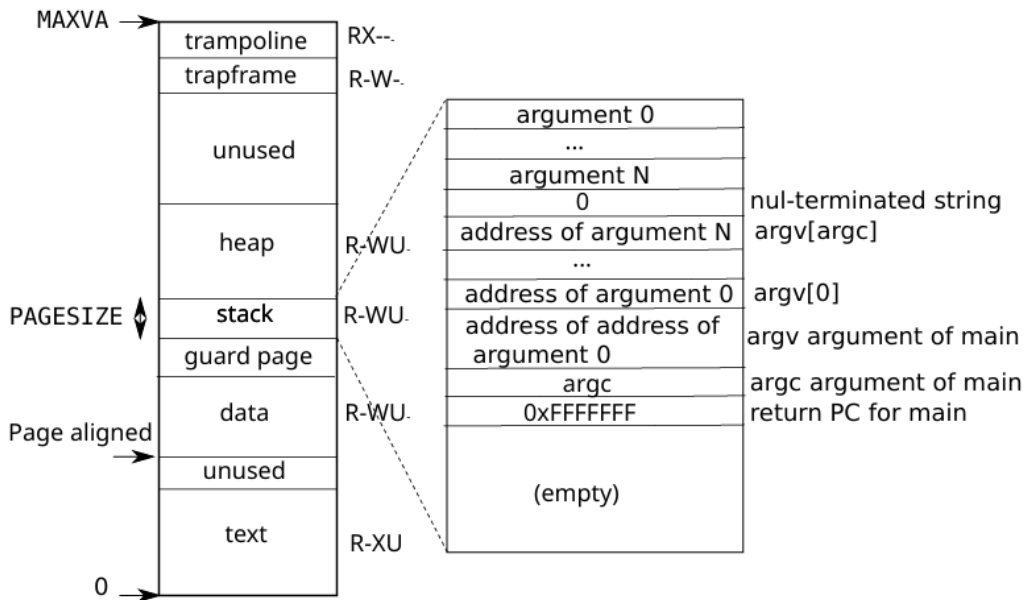 MAXVA
trampoline
RX--
trapframe
R-W-
unused
heap
R-WU
PAGESIZE
stack
R-WU
guard page
data
R-WU
Page aligned
unused
text
R-XU
0
argument 0
...
argument N
0
nul-terminated string
address of argument N
argv[argc]
...
address of argument 0
argv[0]
address of address of
argument 0
argv argument of main
argc
argc argument of main
0xFFFFFFF
return PC for main
(empty)